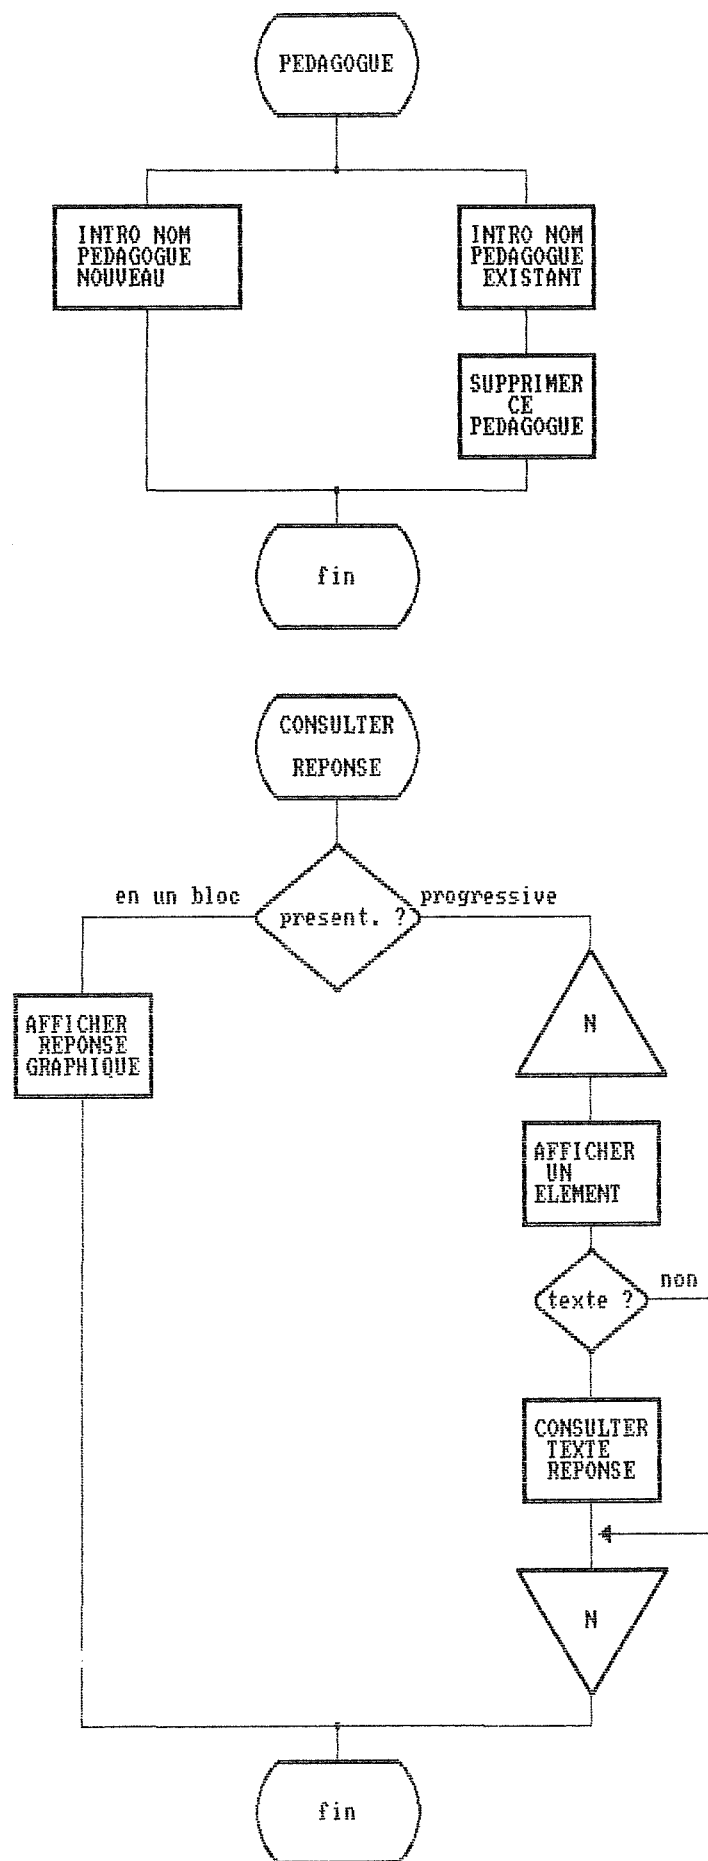 PEDAGOGUE
INTRO NOM
PEDAGOGUE
NOUVEAU
INTRO NOM
PEDAGOGUE
EXISTANT
SUPPRIMER
CE
PEDAGOGUE
fin
CONSULTER
REPONSE
en un bloc
present. ?
progressive
AFFICHER
REPONSE
GRAPHIQUE
N
AFFICHER
UN
ELEMENT
texte ?
non
CONSULTER
TEXTE
REPONSE
N
fin